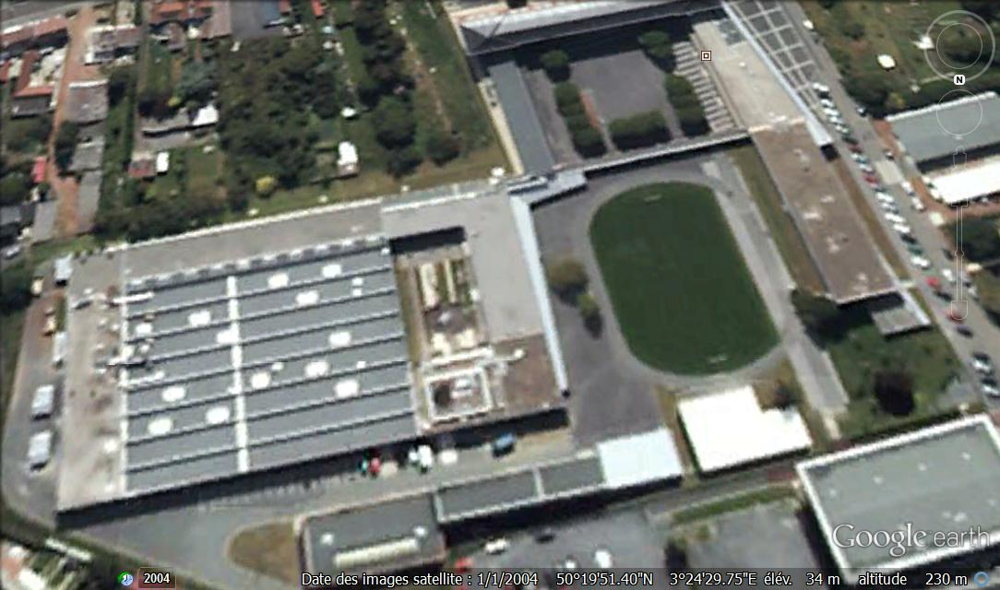 N
Google earth
2004
Date des images satellite : 1/1/2004 50°19'51.40"N 3°24'29.75"E élév. 34 m altitude 230 m